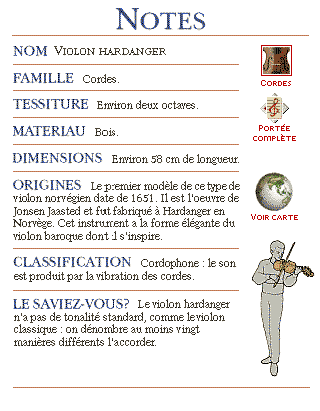 NOTES
NOM VIOLON HARDANGER
FAMILLE Cordes.
TESSITURE Environ deux octaves.
MATERIAU Bois.
DIMENSIONS Environ 58 cm de longueur.
ORIGINES Le premier modèle de ce type de
violon norvégien date de 1651. Il est l'oeuvre de
Jonsen Jaasted et fut fabriqué à Hardanger en
Norvège. Cet instrument a la forme élégante du
violon baroque dont il s'inspire.
CLASSIFICATION Cordophone : le son
est produit par la vibration des cordes.
LE SAVIEZ-VOUS? Le violon hardanger
n'a pas de tonalité standard, comme le violon
classique : on dénombre au moins vingt
manières différents l'accorder.
CORDES
PORTÉE
COMPLÈTE
VOIR CARTE